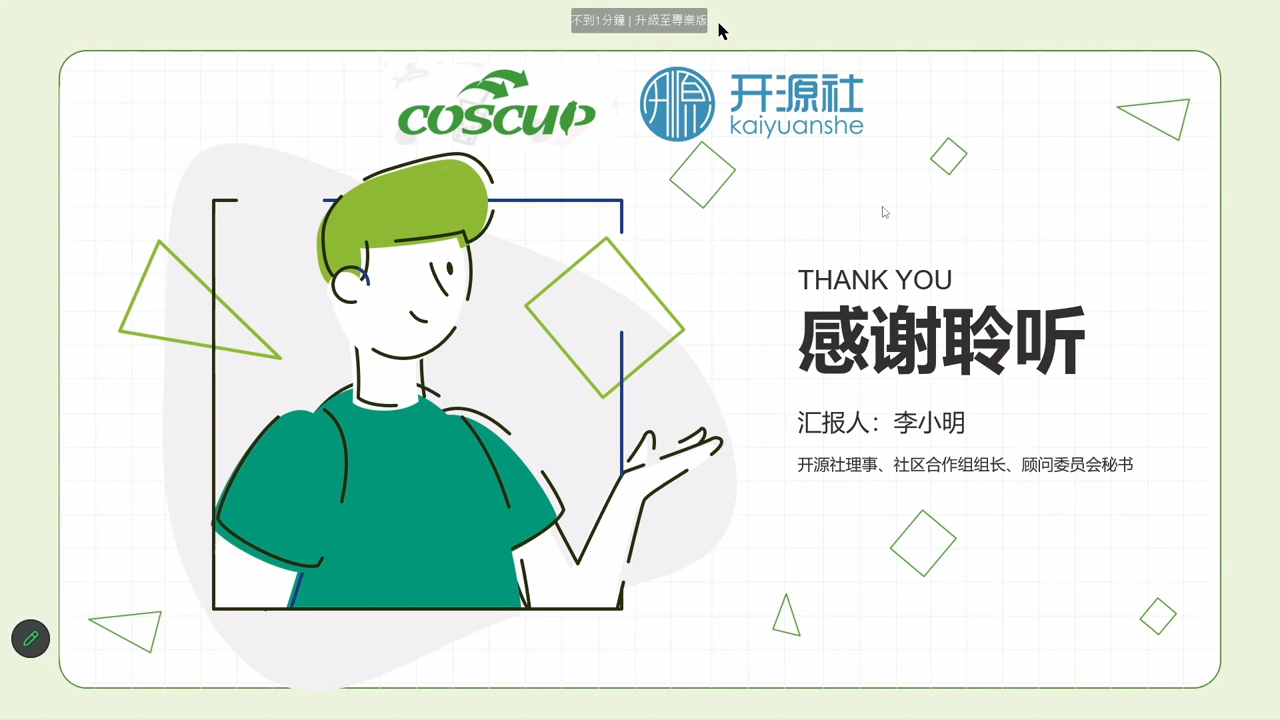 不到1分鐘 | 升級至專業版
coscup
开源 开源社
kaiyuanshe
THANK YOU
感谢聆听
汇报人：李小明
开源社理事、社区合作组组长、顾问委员会秘书